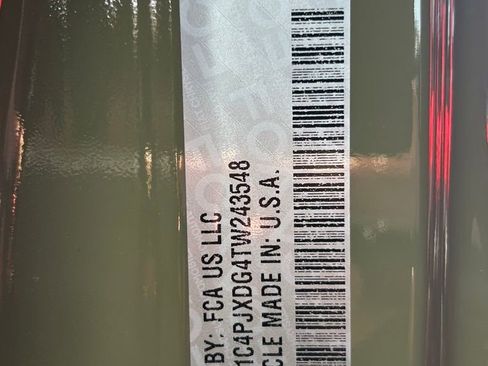 BY: FCA US LLC
1C4PJXDG4TW243548
CLE MADE IN: U.S.A.